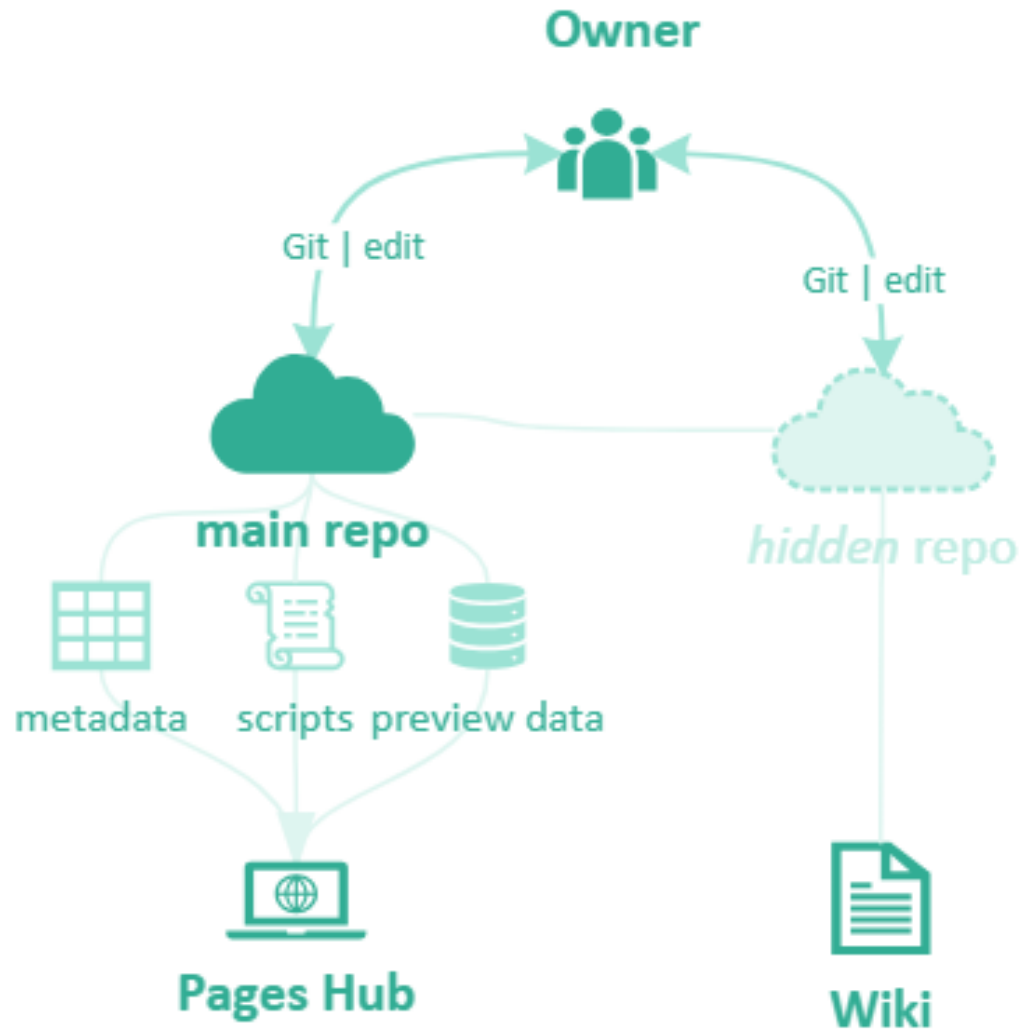 Owner
Git | edit
Git | edit
main repo
hidden repo
metadata scripts preview data
Pages Hub
Wiki